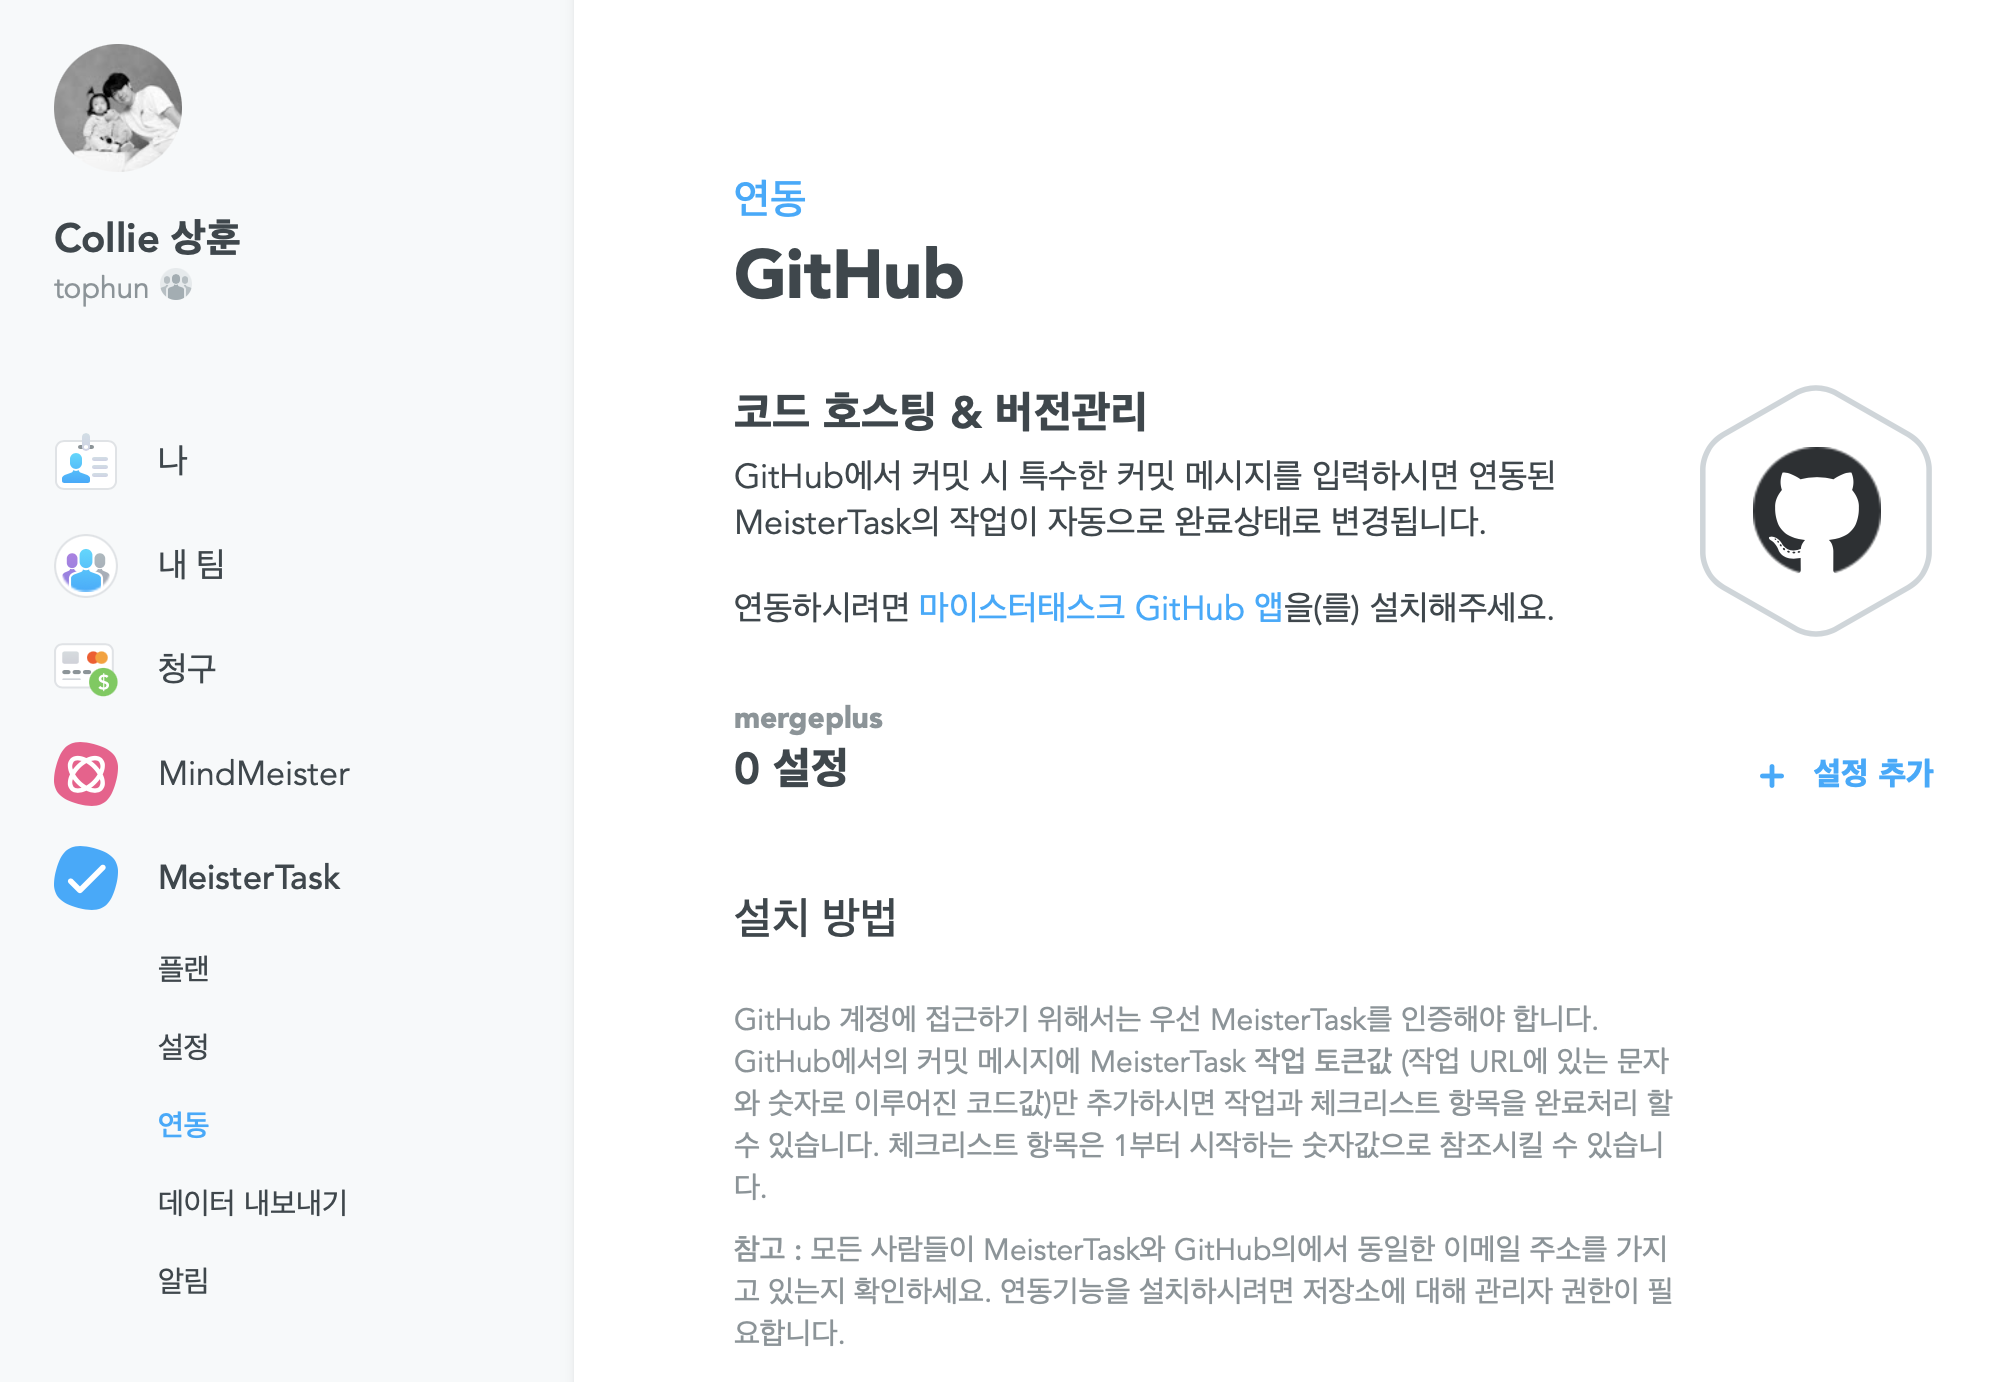 Collie 상훈
tophun
나
내 팀
청구
MindMeister
MeisterTask
플랜
설정
연동
데이터 내보내기
알림
연동
GitHub
코드 호스팅 & 버전관리
GitHub에서 커밋 시 특수한 커밋 메시지를 입력하시면 연동된
MeisterTask의 작업이 자동으로 완료상태로 변경됩니다.
연동하시려면 마이스터태스크 GitHub 앱을(를) 설치해주세요.
mergeplus
0 설정
+ 설정 추가
설치 방법
GitHub 계정에 접근하기 위해서는 우선 MeisterTask를 인증해야 합니다.
GitHub에서의 커밋 메시지에 MeisterTask 작업 토큰값 (작업 URL에 있는 문자
와 숫자로 이루어진 코드값)만 추가하시면 작업과 체크리스트 항목을 완료처리 할
수 있습니다. 체크리스트 항목은 1부터 시작하는 숫자값으로 참조시킬 수 있습니
다.
참고 : 모든 사람들이 MeisterTask와 GitHub의에서 동일한 이메일 주소를 가지
고 있는지 확인하세요. 연동기능을 설치하시려면 저장소에 대해 관리자 권한이 필
요합니다.